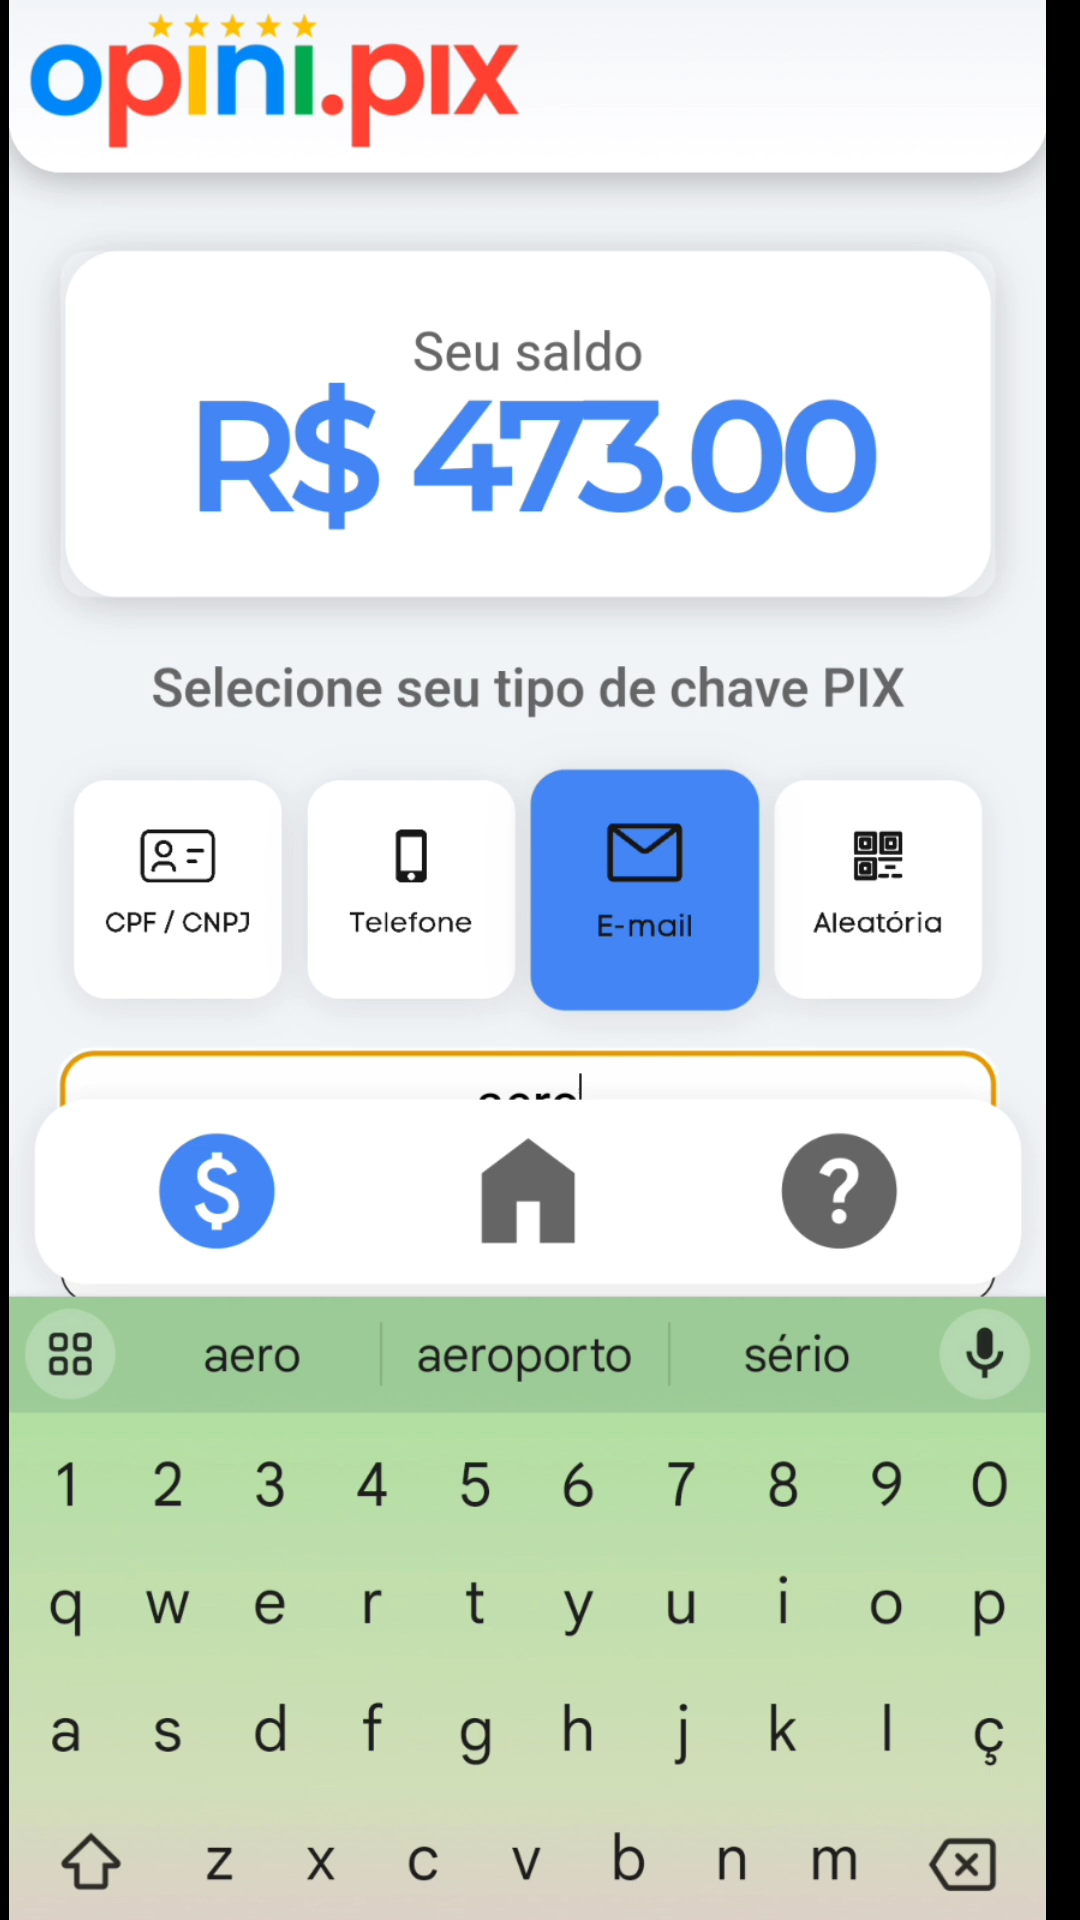 opini.pix
Seu saldo
R$ 473.00
Selecione seu tipo de chave PIX
CPF / CNPJ
Telefone
E-mail
Aleatória
aero
$
?
aero
aeroporto
sério
1 2 3 4 5 6 7 8 9 0
q w e r t y u i o p
a s d f g h j k l ç
z x c v b n m